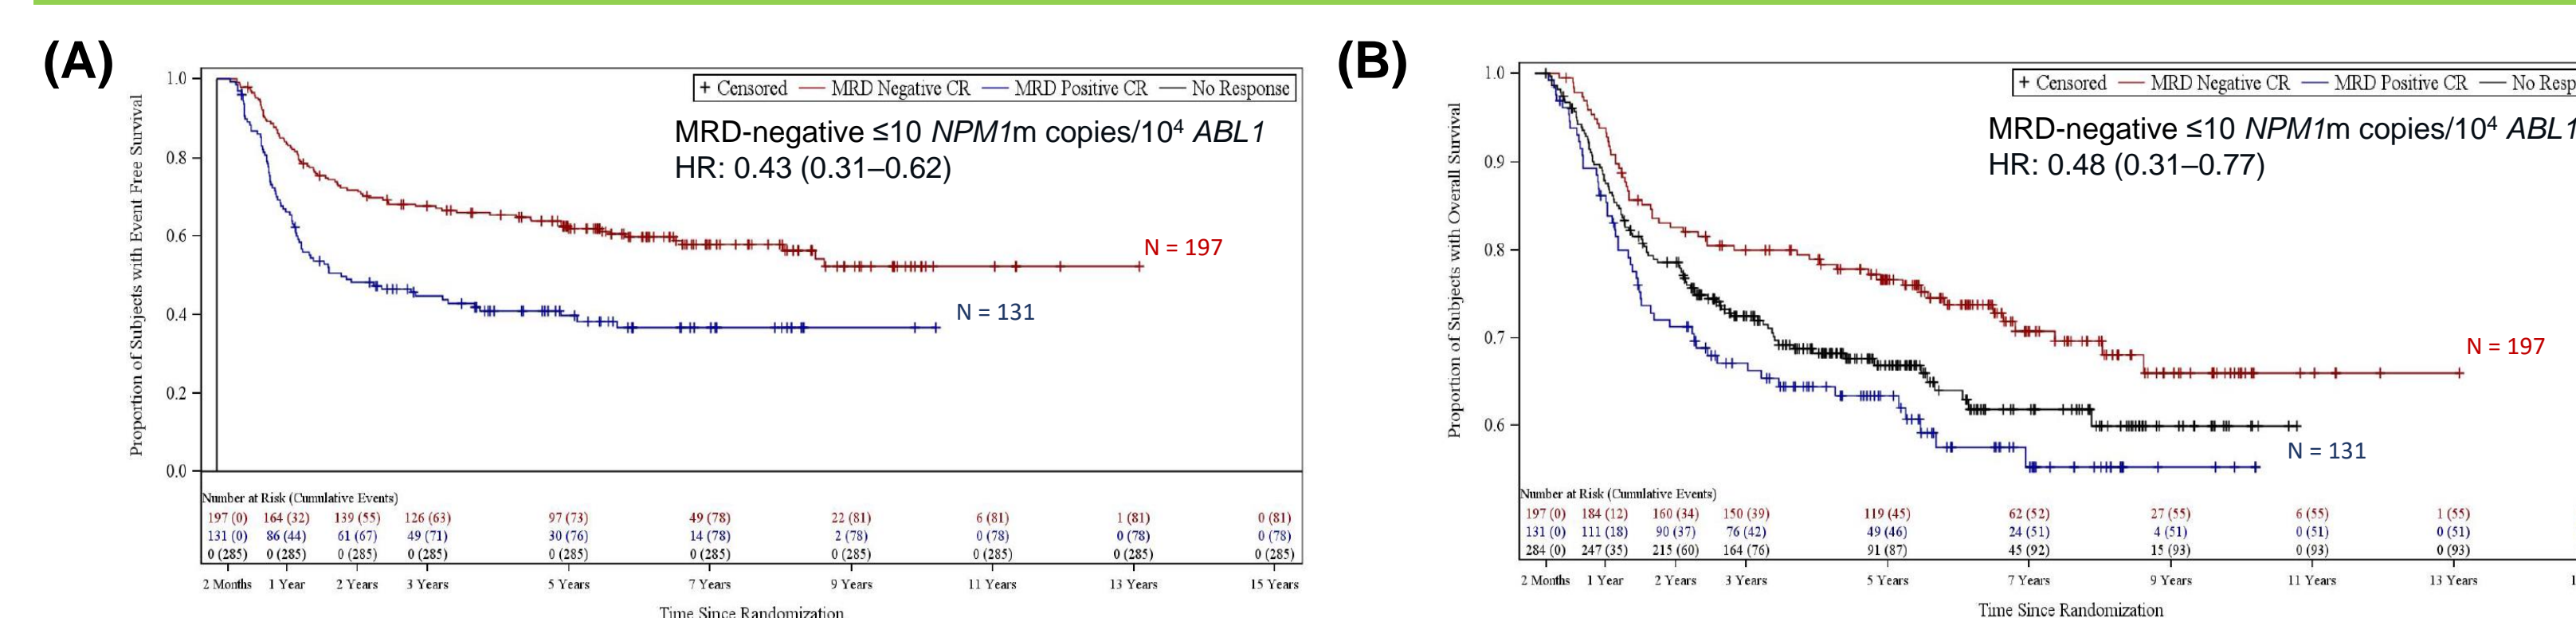 (A)
Proportion of Subjects with Event Free Survival
1.0
0.8
0.6
0.4
0.2
0.0
+ Censored — MRD Negative CR — MRD Positive CR — No Response
MRD-negative ≤10 NPM1m copies/10⁴ ABL1
HR: 0.43 (0.31–0.62)
N = 197
N = 131
Number at Risk (Cumulative Events)
197 (0) 164 (32) 139 (55) 126 (63) 97 (73) 49 (78) 22 (81) 6 (81) 1 (81) 0 (81)
131 (0) 86 (44) 61 (67) 49 (71) 30 (76) 14 (78) 2 (78) 0 (78) 0 (78) 0 (78)
0 (285) 0 (285) 0 (285) 0 (285) 0 (285) 0 (285) 0 (285) 0 (285) 0 (285) 0 (285)
2 Months 1 Year 2 Years 3 Years 5 Years 7 Years 9 Years 11 Years 13 Years 15 Years
Time Since Randomization
(B)
Proportion of Subjects with Overall Survival
1.0
0.9
0.8
0.7
0.6
+ Censored — MRD Negative CR — MRD Positive CR — No Resp
MRD-negative ≤10 NPM1m copies/10⁴ ABL1
HR: 0.48 (0.31–0.77)
N = 197
N = 131
Number at Risk (Cumulative Events)
197 (0) 184 (12) 160 (34) 150 (39) 119 (45) 62 (52) 27 (55) 6 (55) 1 (55)
131 (0) 111 (18) 90 (37) 76 (42) 49 (46) 24 (51) 4 (51) 0 (51) 0 (51)
284 (0) 247 (35) 215 (60) 164 (76) 91 (87) 45 (92) 15 (93) 0 (93) 0 (93)
2 Months 1 Year 2 Years 3 Years 5 Years 7 Years 9 Years 11 Years 13 Years 1
Time Since Randomization